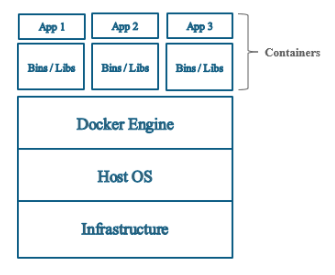 App 1 App 2 App 3
Bins / Libs Bins / Libs Bins / Libs
Containers
Docker Engine
Host OS
Infrastructure